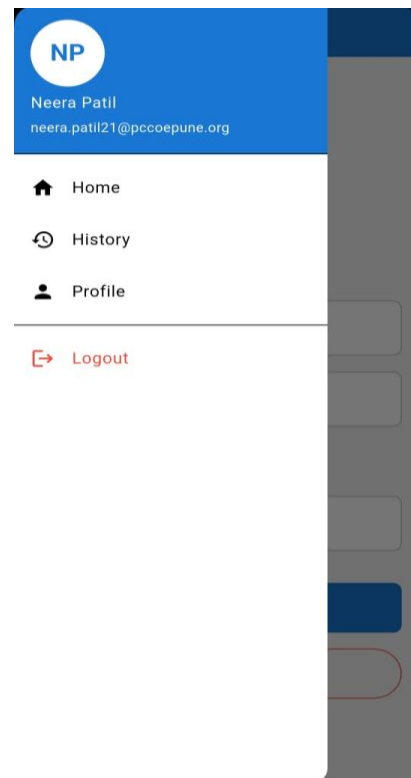 NP
Neera Patil
neera.patil21@pccoepune.org
Home
History
Profile
Logout